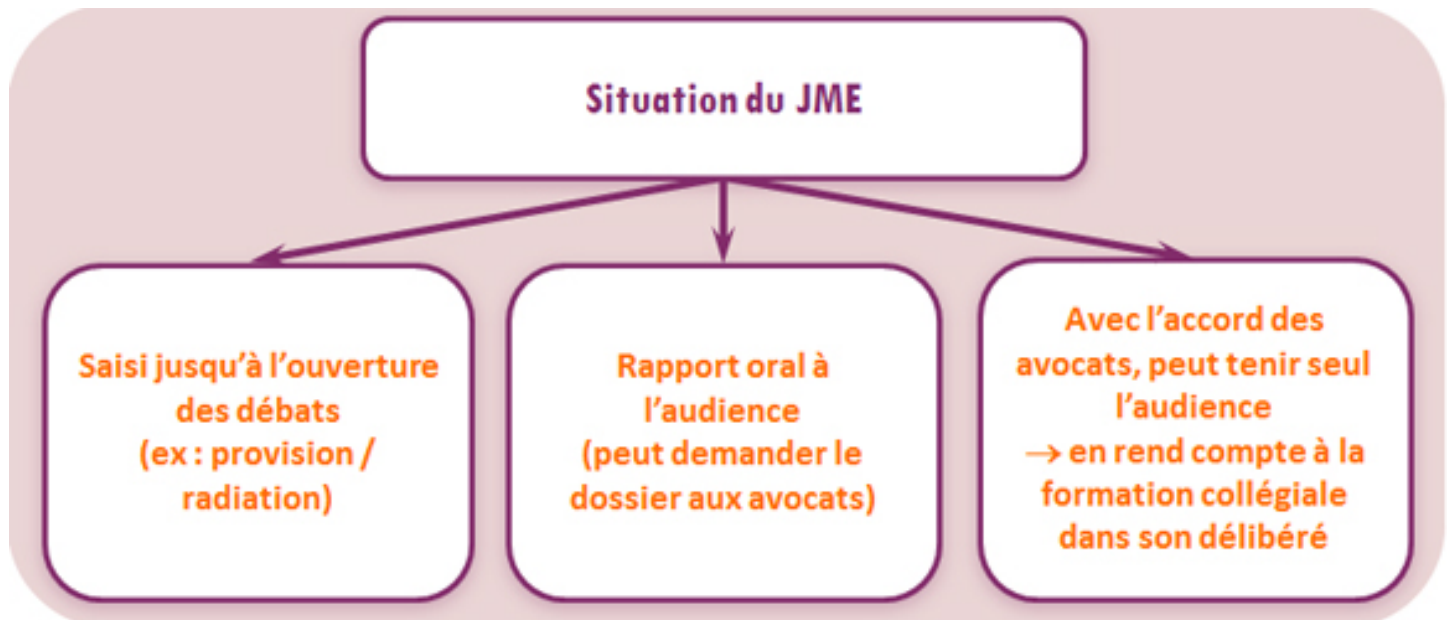 Situation du JME
Saisi jusqu’à l’ouverture
des débats
(ex : provision /
radiation)
Rapport oral à
l’audience
(peut demander le
dossier aux avocats)
Avec l’accord des
avocats, peut tenir seul
l’audience
→ en rend compte à la
formation collégiale
dans son délibéré